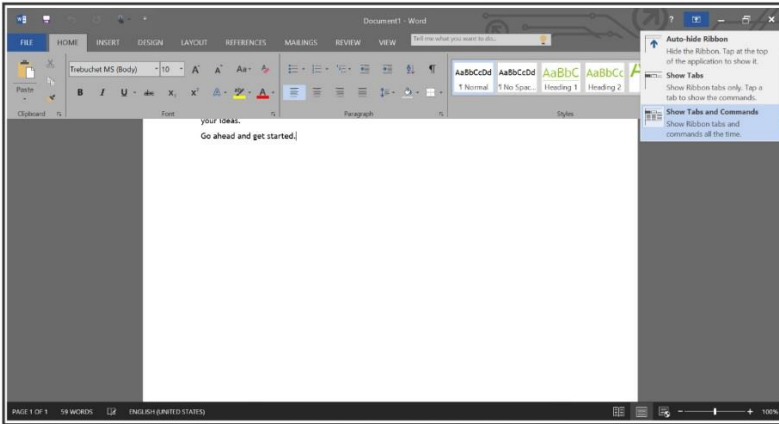 Document1 - Word
?
FILE
HOME
INSERT
DESIGN
LAYOUT
REFERENCES
MAILINGS
REVIEW
VIEW
Tell me what you want to do...
Trebuchet MS (Body)
10
A A Aa
Paste
B I U abc X₂ X² A
AaBbCcDd
AaBbCcDd
AaBbC
AaBbCc
¶ Normal
¶ No Spac...
Heading 1
Heading 2
Clipboard
Font
Paragraph
Styles
Auto-hide Ribbon
Hide the Ribbon. Tap at the top
of the application to show it.
Show Tabs
Show Ribbon tabs only. Tap a
tab to show the commands.
Show Tabs and Commands
Show Ribbon tabs and
commands all the time.
your ideas.
Go ahead and get started.
PAGE 1 OF 1
59 WORDS
ENGLISH (UNITED STATES)
100%